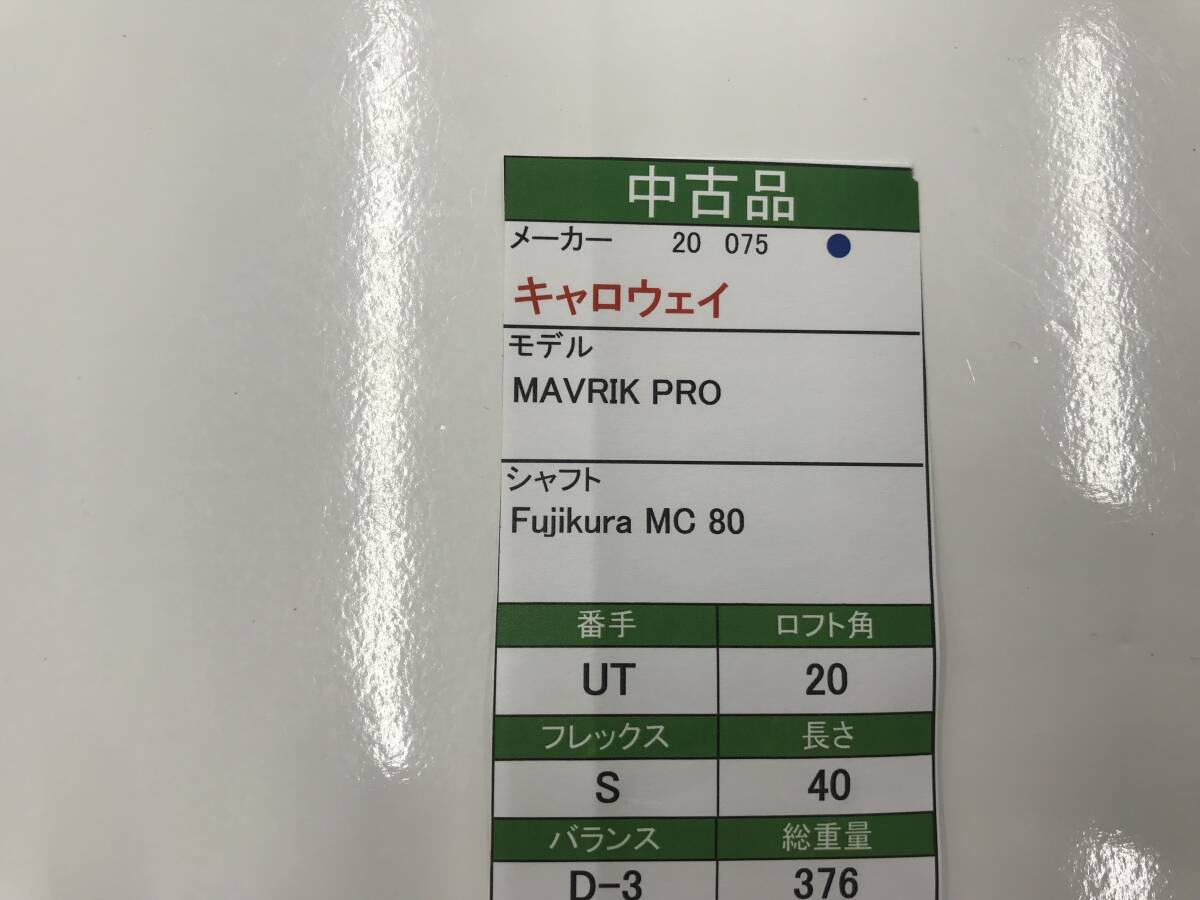 中古品
メーカー 20 075
キャロウェイ
モデル
MAVRIK PRO
シャフト
Fujikura MC 80
番手 ロフト角
UT 20
フレックス 長さ
S 40
バランス 総重量
D-3 376